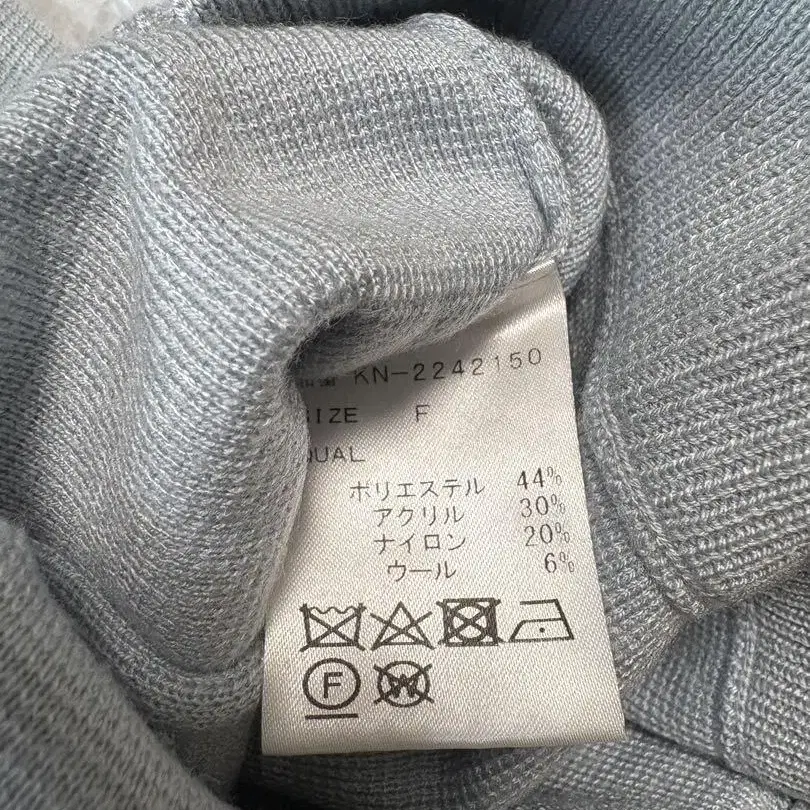 KN-2242150
SIZE F
QUAL
ポリエステル 44%
アクリル 30%
ナイロン 20%
ウール 6%
F W